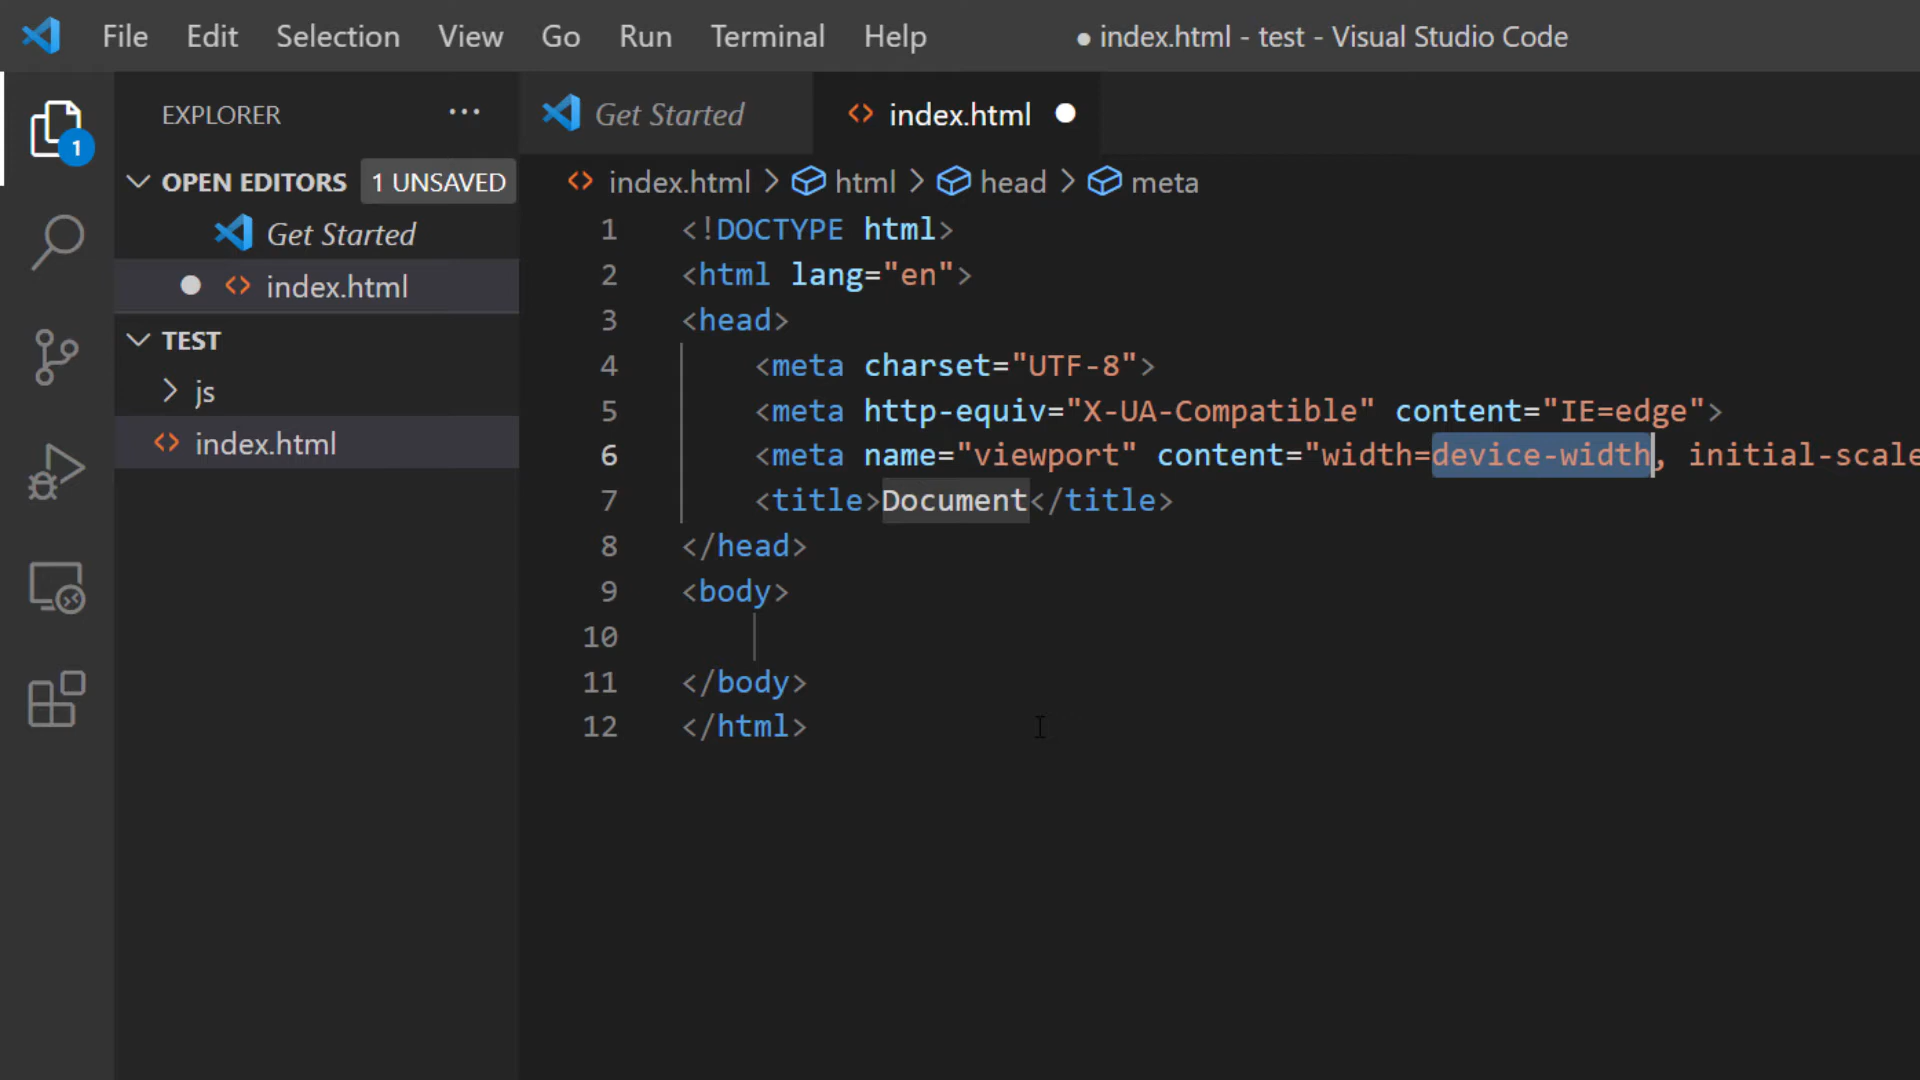 File Edit Selection View Go Run Terminal Help ● index.html - test - Visual Studio Code
EXPLORER ...
1
OPEN EDITORS 1 UNSAVED
Get Started
index.html
TEST
js
index.html
Get Started index.html
index.html > html > head > meta
1 <!DOCTYPE html>
2 <html lang="en">
3 <head>
4 <meta charset="UTF-8">
5 <meta http-equiv="X-UA-Compatible" content="IE=edge">
6 <meta name="viewport" content="width=device-width, initial-scale
7 <title>Document</title>
8 </head>
9 <body>
10
11 </body>
12 </html>